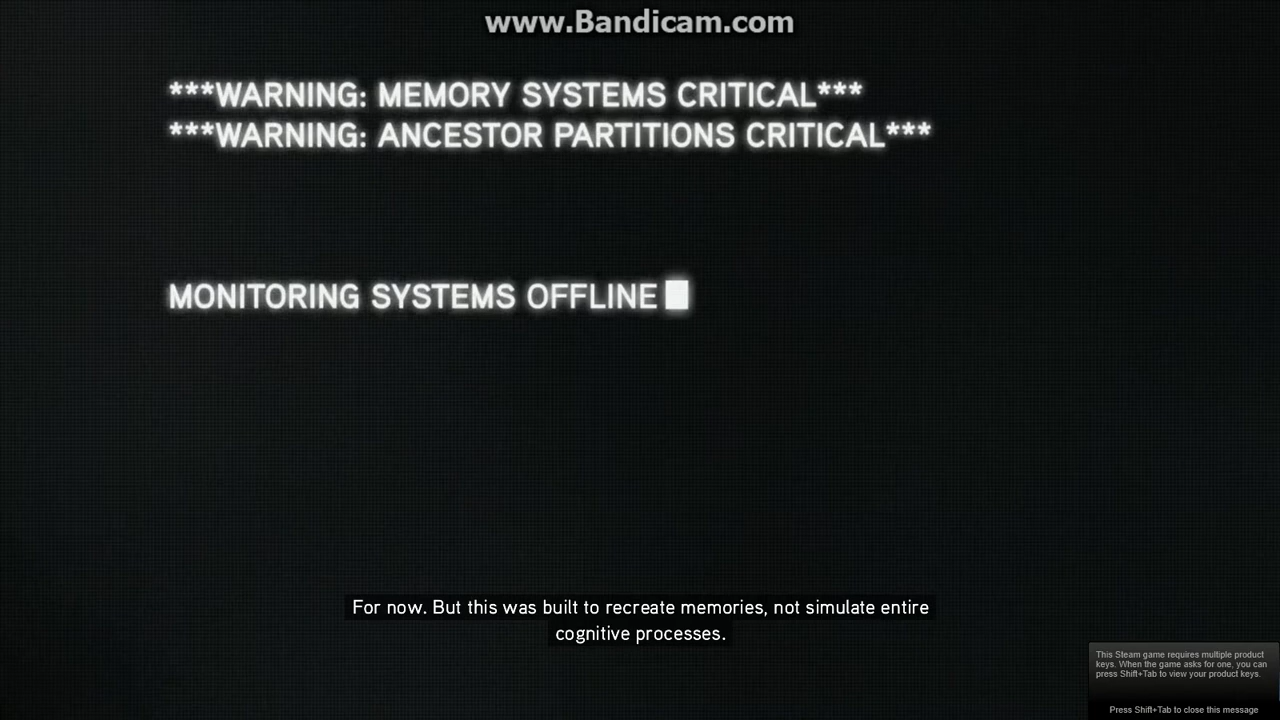 www.Bandicam.com
***WARNING: MEMORY SYSTEMS CRITICAL***
***WARNING: ANCESTOR PARTITIONS CRITICAL***
MONITORING SYSTEMS OFFLINE
For now. But this was built to recreate memories, not simulate entire
cognitive processes.
This Steam game requires multiple product
keys. When the game asks for one, you can
press Shift+Tab to view your product keys.
Press Shift+Tab to close this message